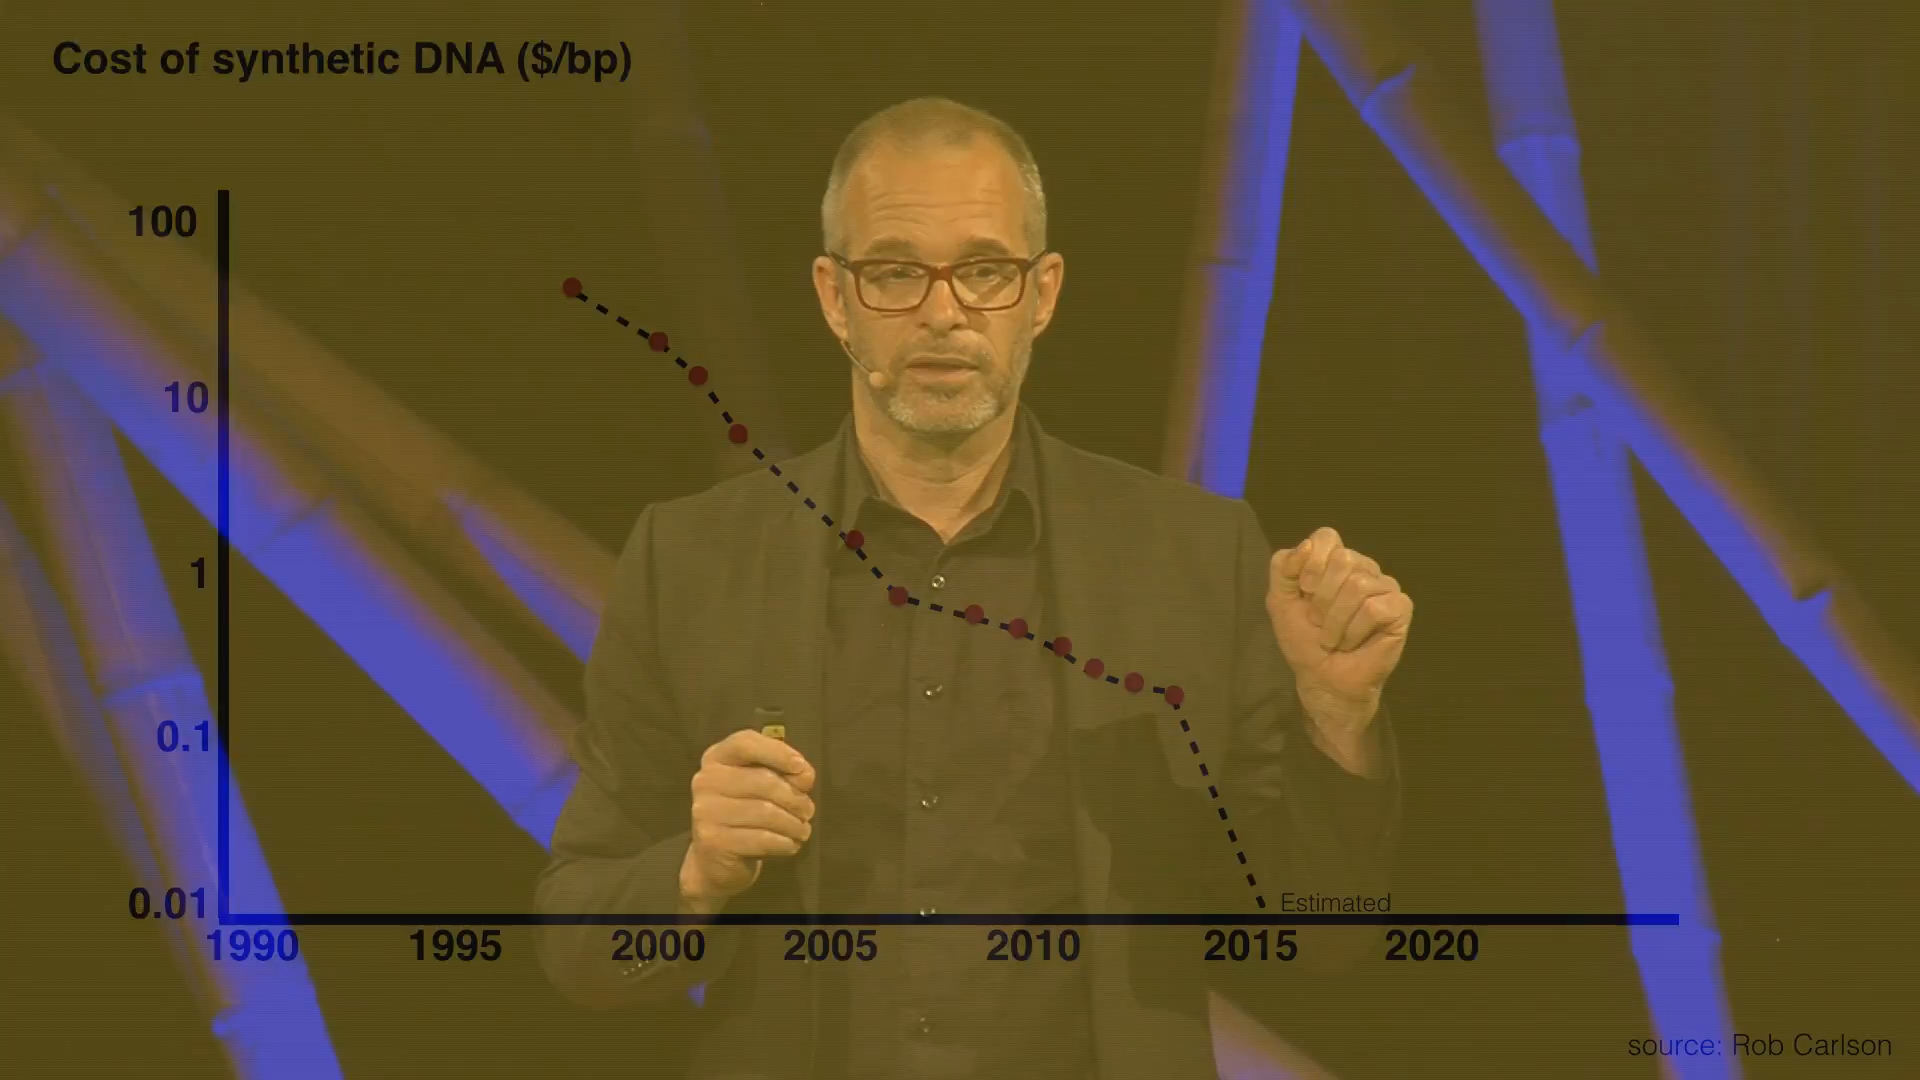 Cost of synthetic DNA ($/bp)
100
10
1
0.1
0.01
Estimated
1990 1995 2000 2005 2010 2015 2020
source: Rob Carlson